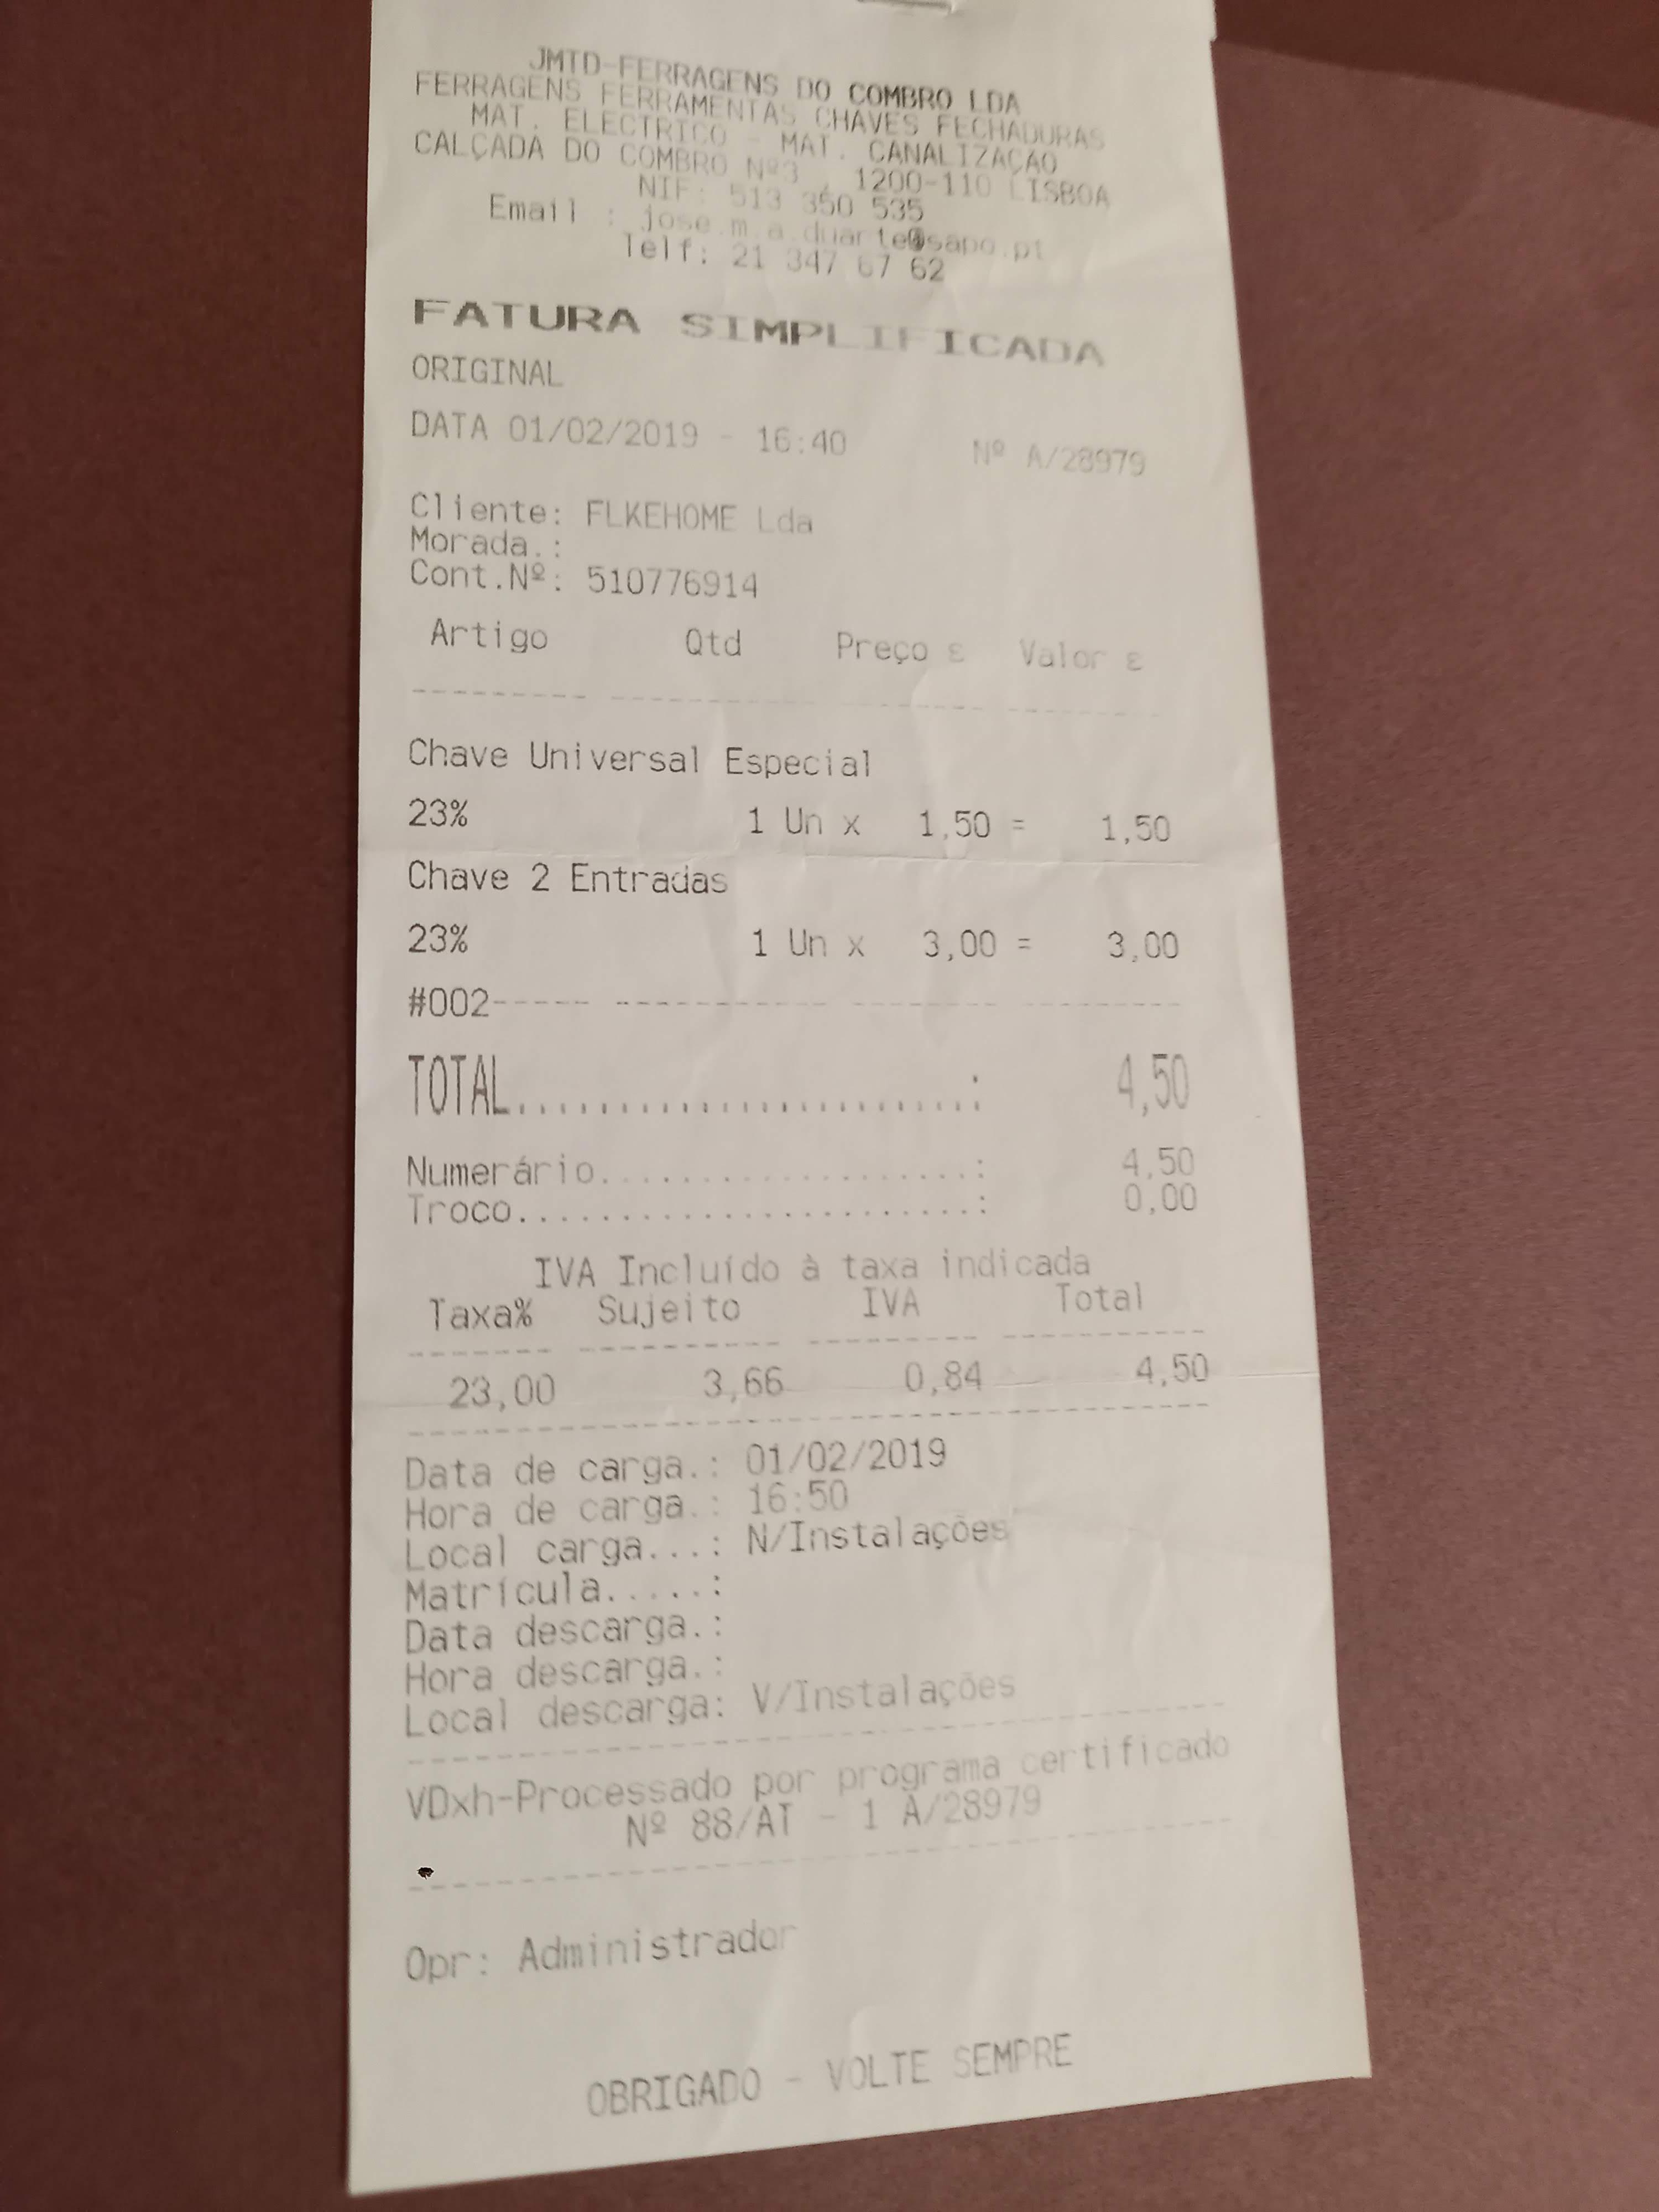 JMTD-FERRAGENS DO COMBRO LDA
FERRAGENS FERRAMENTAS CHAVES FECHADURAS
MAT. ELECTRICO - MAT. CANALIZAÇÃO
CALÇADA DO COMBRO Nº3 , 1200-110 LISBOA
NIF: 513 350 535
Email : jose.m.a.duarte@sapo.pt
Telf: 21 347 67 62
FATURA SIMPLIFICADA
ORIGINAL
DATA 01/02/2019 - 16:40 Nº A/28979
Cliente: FLKEHOME Lda
Morada.:
Cont.Nº: 510776914
Artigo Qtd Preço ε Valor ε
Chave Universal Especial
23% 1 Un x 1,50 = 1,50
Chave 2 Entradas
23% 1 Un x 3,00 = 3,00
#002----- ------------ -------- ---------
TOTAL.......................: 4,50
Numerário...................: 4,50
Troco.......................: 0,00
IVA Incluído à taxa indicada
Taxa% Sujeito IVA Total
23,00 3,66 0,84 4,50
Data de carga.: 01/02/2019
Hora de carga.: 16:50
Local carga...: N/Instalações
Matrícula.....:
Data descarga.:
Hora descarga.:
Local descarga: V/Instalações
VDxh-Processado por programa certificado
Nº 88/AT - 1 A/28979
Opr: Administrador
OBRIGADO - VOLTE SEMPRE